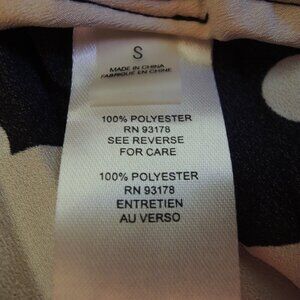 S
MADE IN CHINA
FABRIQUÉ EN CHINE
100% POLYESTER
RN 93178
SEE REVERSE
FOR CARE
100% POLYESTER
RN 93178
ENTRETIEN
AU VERSO